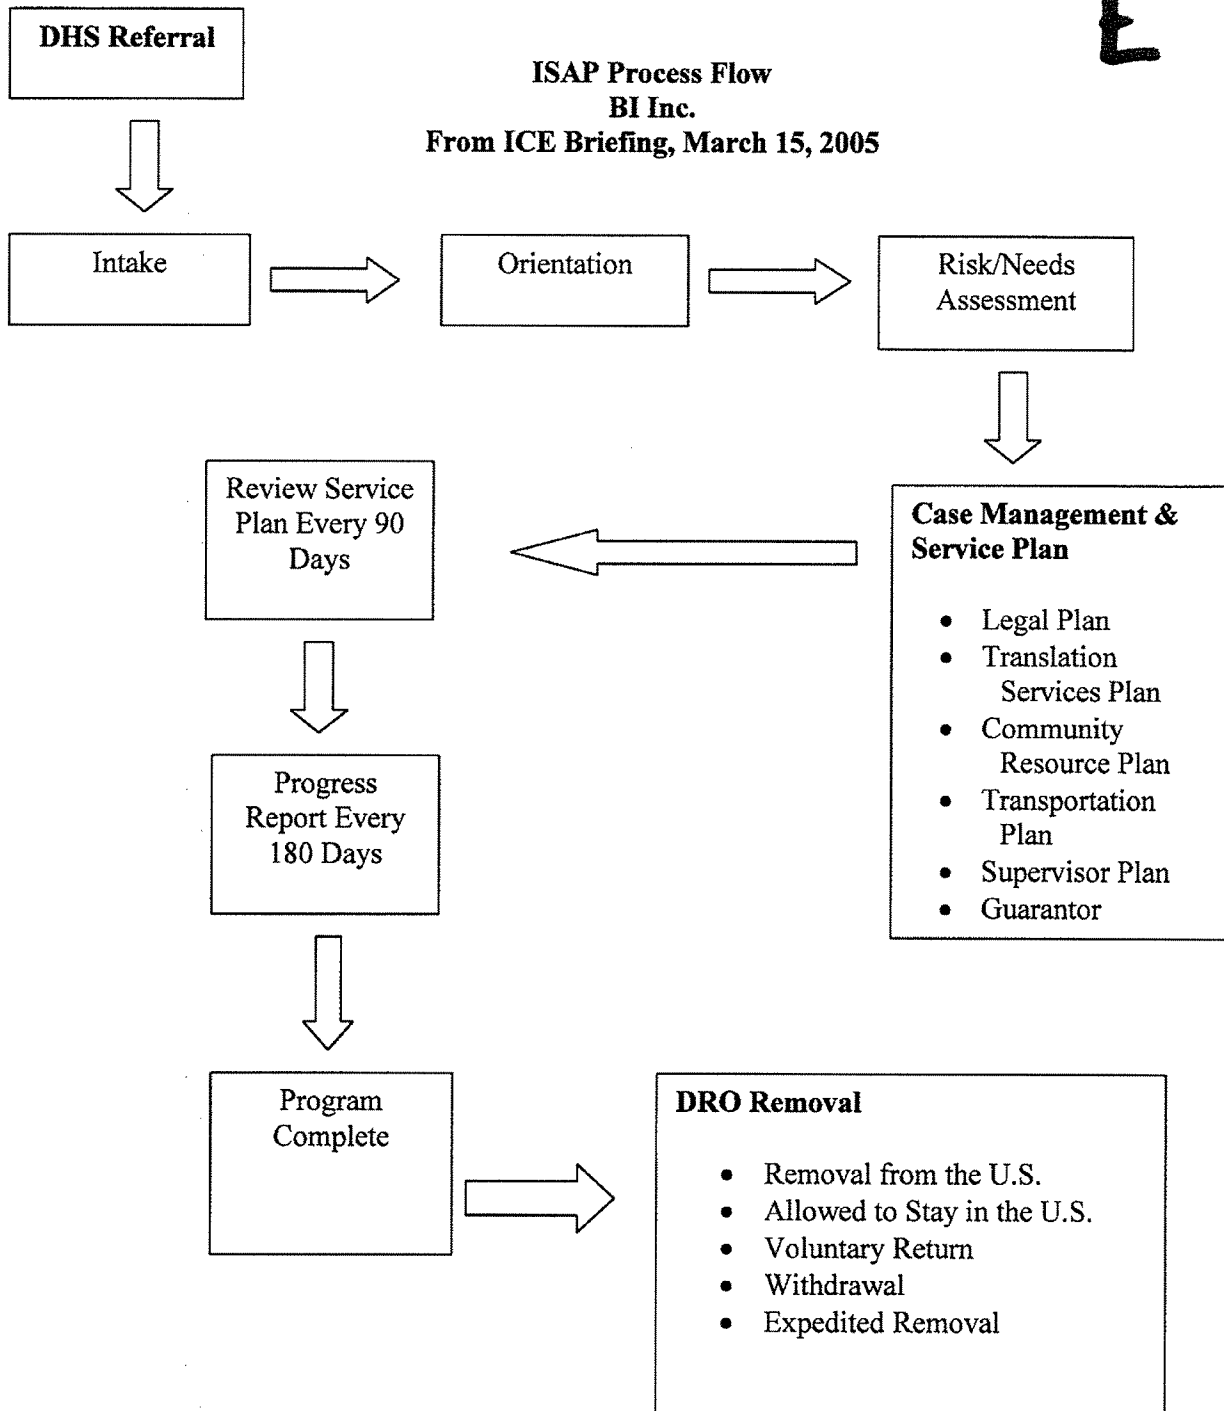 DHS Referral
E
ISAP Process Flow
BI Inc.
From ICE Briefing, March 15, 2005
Intake
Orientation
Risk/Needs
Assessment
Case Management &
Service Plan
• Legal Plan
• Translation
Services Plan
• Community
Resource Plan
• Transportation
Plan
• Supervisor Plan
• Guarantor
Review Service
Plan Every 90
Days
Progress
Report Every
180 Days
Program
Complete
DRO Removal
• Removal from the U.S.
• Allowed to Stay in the U.S.
• Voluntary Return
• Withdrawal
• Expedited Removal